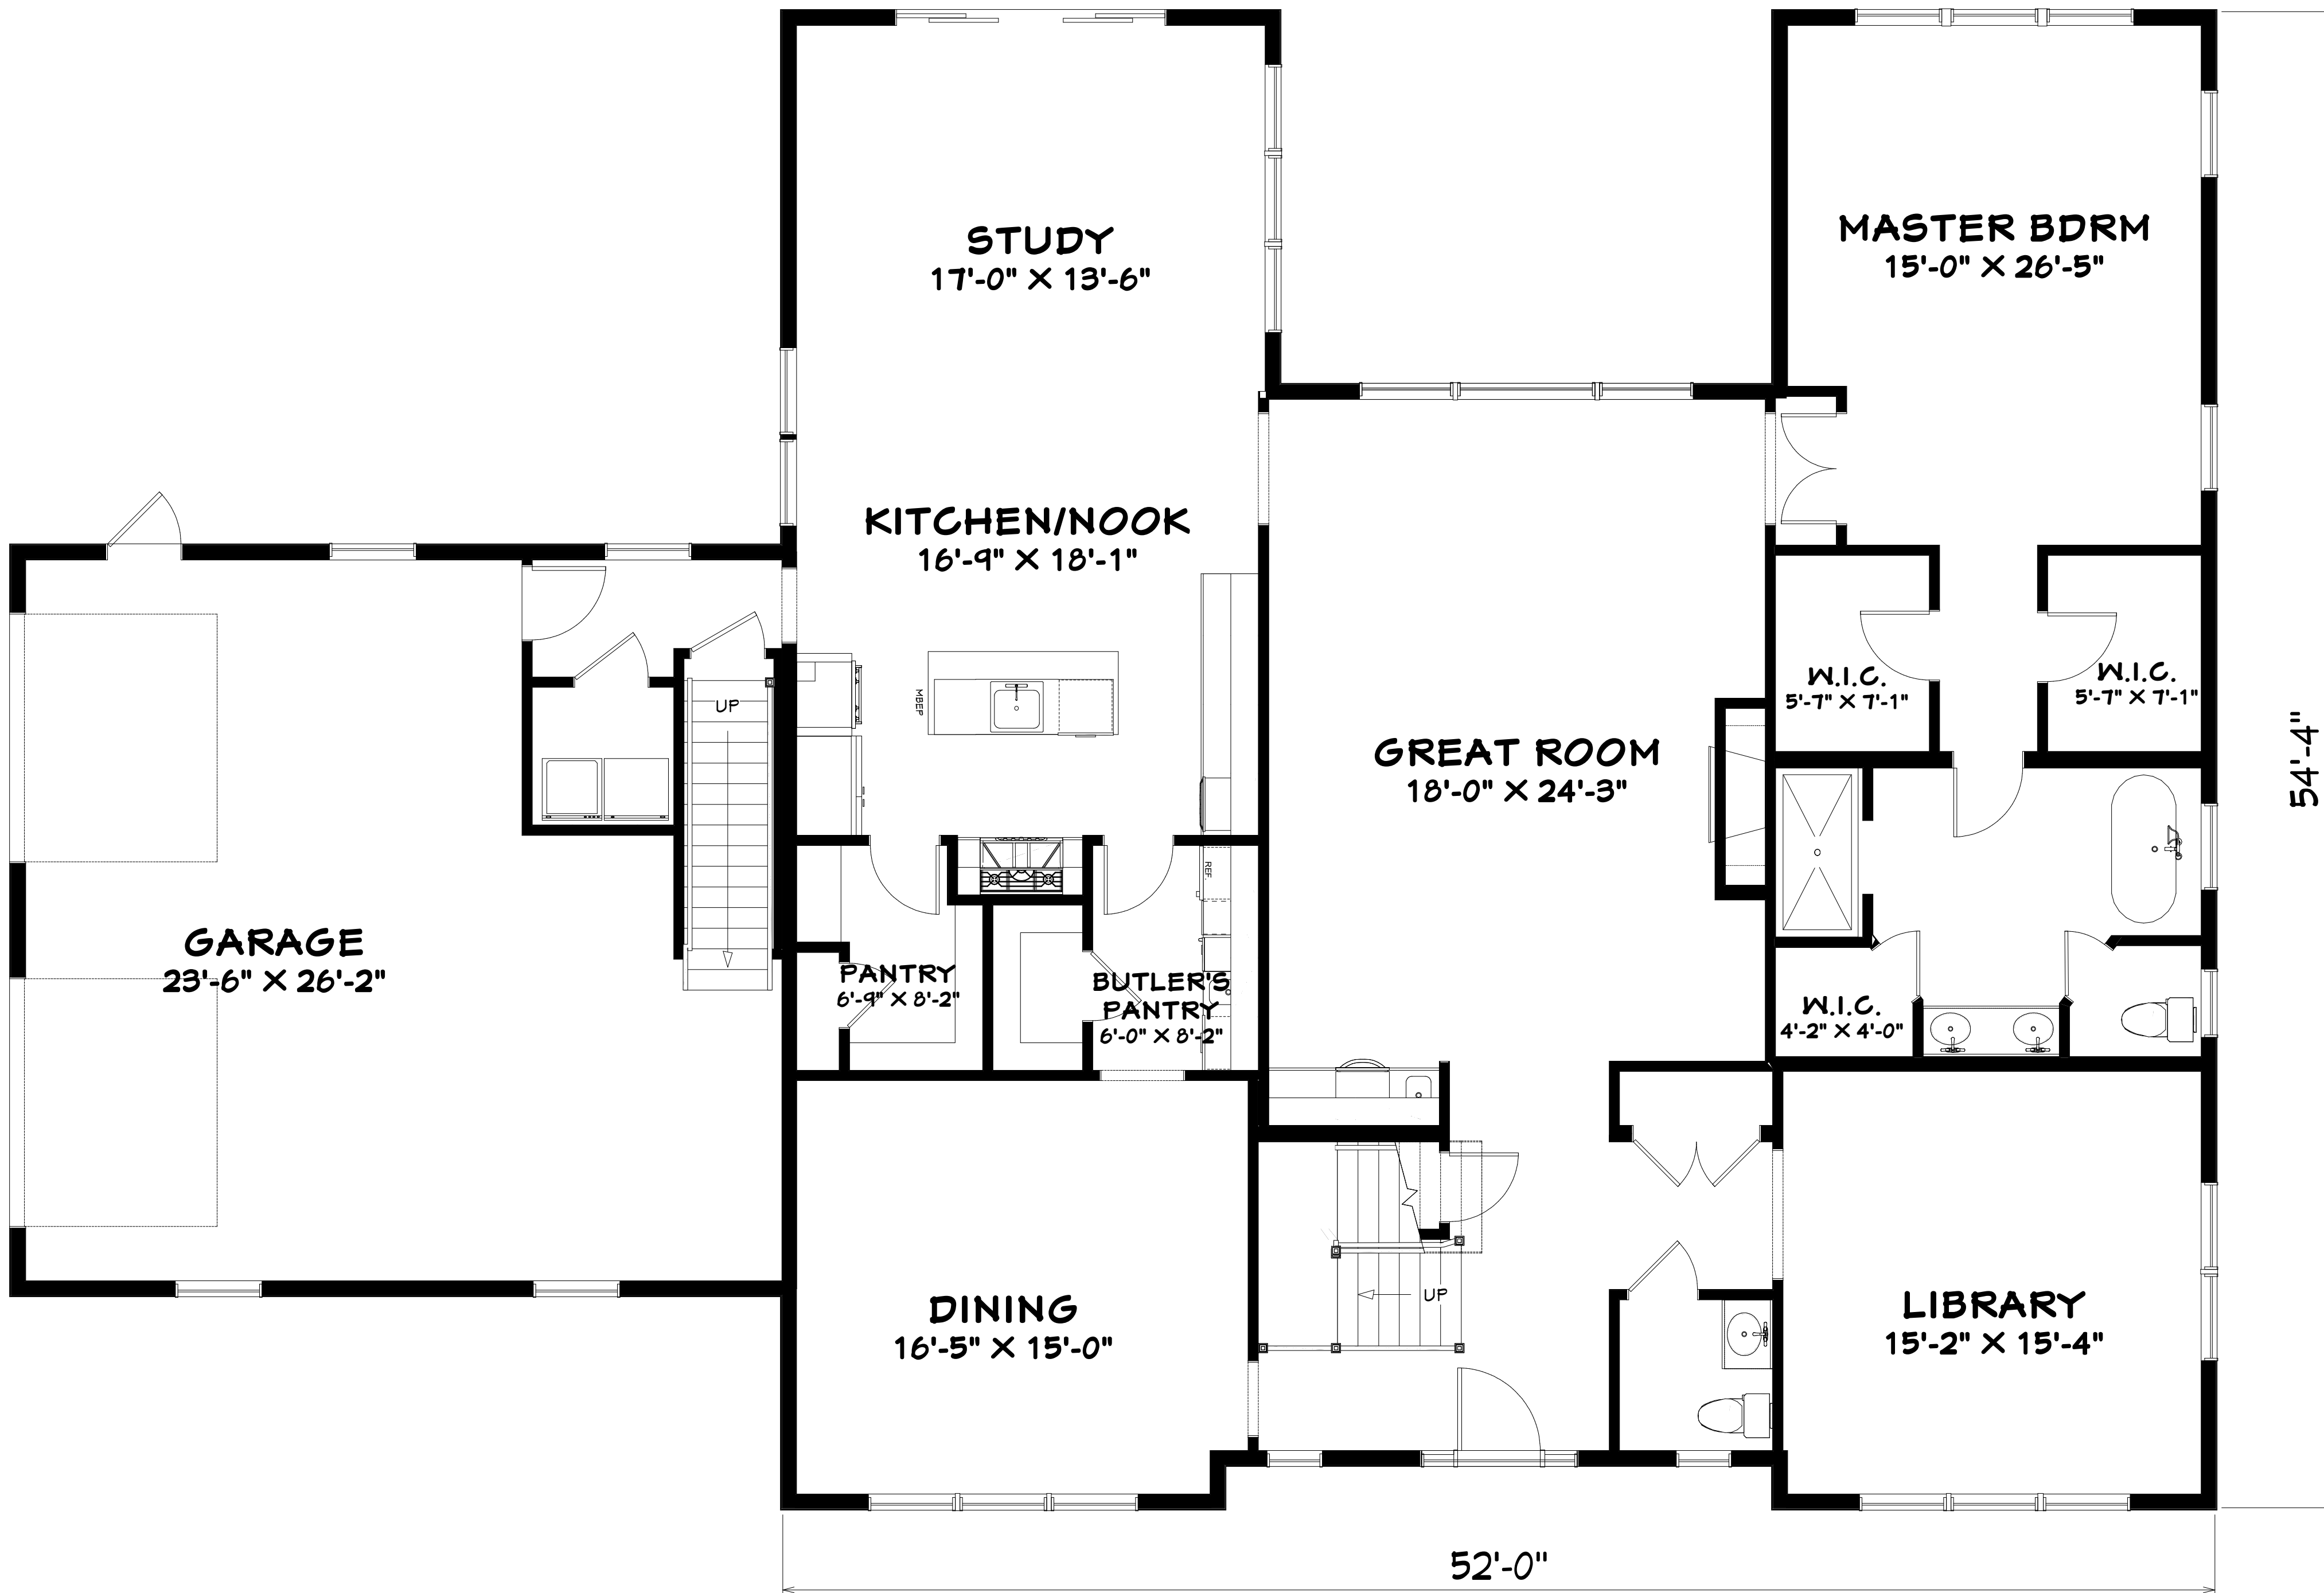 STUDY
17'-0" X 13'-6"
MASTER BDRM
15'-0" X 26'-5"
KITCHEN/NOOK
16'-9" X 18'-1"
W.I.C.
5'-7" X 7'-1"
W.I.C.
5'-7" X 7'-1"
UP
MBEP
GREAT ROOM
18'-0" X 24'-3"
54'-4"
REF.
GARAGE
23'-6" X 26'-2"
PANTRY
6'-9" X 8'-2"
BUTLER'S
PANTRY
6'-0" X 8'-2"
W.I.C.
4'-2" X 4'-0"
UP
DINING
16'-5" X 15'-0"
LIBRARY
15'-2" X 15'-4"
52'-0"